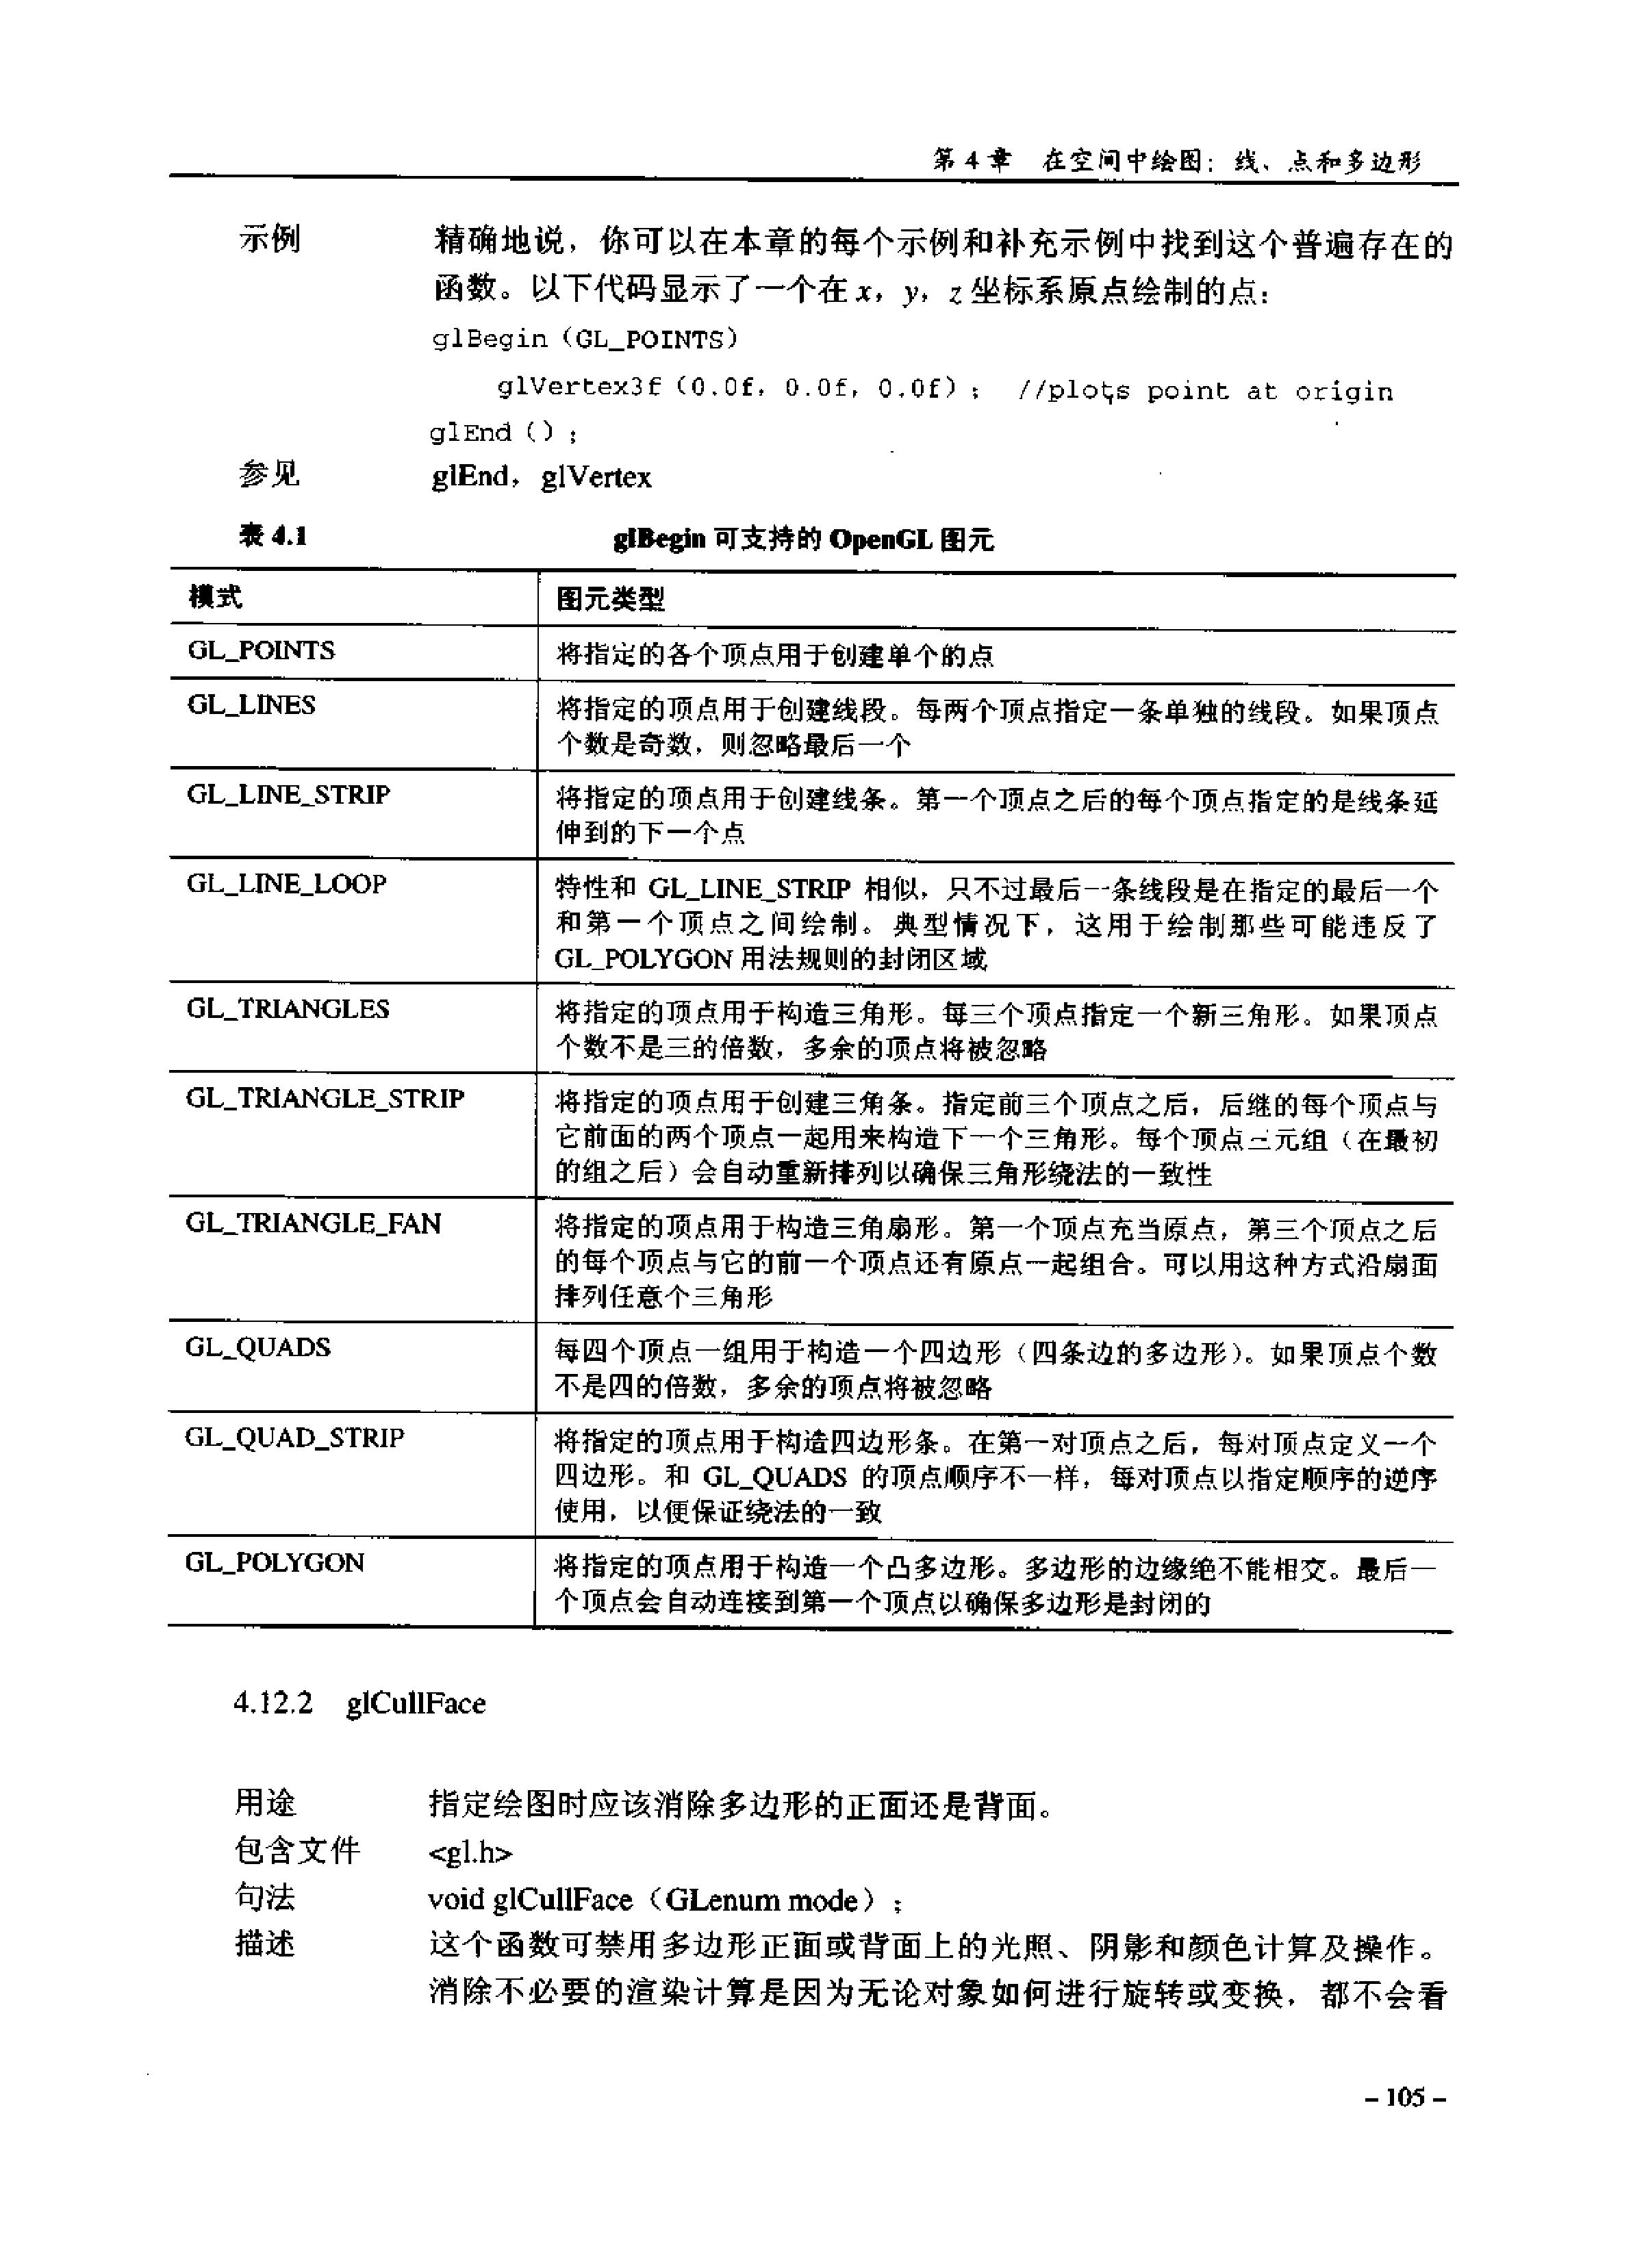 第 4 章　在空间中绘图：线、点和多边形
示例　精确地说，你可以在本章的每个示例和补充示例中找到这个普遍存在的
函数。以下代码显示了一个在 x，y，z 坐标系原点绘制的点：
glBegin（GL_POINTS）
glVertex3f（0.0f，0.0f，0.0f）； //plots point at origin
glEnd（）；
参见　glEnd，glVertex
表 4.1　glBegin 可支持的 OpenGL 图元
模式　图元类型
GL_POINTS　将指定的各个顶点用于创建单个的点
GL_LINES　将指定的顶点用于创建线段。每两个顶点指定一条单独的线段。如果顶点
个数是奇数，则忽略最后一个
GL_LINE_STRIP　将指定的顶点用于创建线条。第一个顶点之后的每个顶点指定的是线条延
伸到的下一个点
GL_LINE_LOOP　特性和 GL_LINE_STRIP 相似，只不过最后一条线段是在指定的最后一个
和第一个顶点之间绘制。典型情况下，这用于绘制那些可能违反了
GL_POLYGON 用法规则的封闭区域
GL_TRIANGLES　将指定的顶点用于构造三角形。每三个顶点指定一个新三角形。如果顶点
个数不是三的倍数，多余的顶点将被忽略
GL_TRIANGLE_STRIP　将指定的顶点用于创建三角条。指定前三个顶点之后，后继的每个顶点与
它前面的两个顶点一起用来构造下一个三角形。每个顶点三元组（在最初
的组之后）会自动重新排列以确保三角形绕法的一致性
GL_TRIANGLE_FAN　将指定的顶点用于构造三角扇形。第一个顶点充当原点，第三个顶点之后
的每个顶点与它的前一个顶点还有原点一起组合。可以用这种方式沿扇面
排列任意个三角形
GL_QUADS　每四个顶点一组用于构造一个四边形（四条边的多边形）。如果顶点个数
不是四的倍数，多余的顶点将被忽略
GL_QUAD_STRIP　将指定的顶点用于构造四边形条。在第一对顶点之后，每对顶点定义一个
四边形。和 GL_QUADS 的顶点顺序不一样，每对顶点以指定顺序的逆序
使用，以便保证绕法的一致
GL_POLYGON　将指定的顶点用于构造一个凸多边形。多边形的边缘绝不能相交。最后一
个顶点会自动连接到第一个顶点以确保多边形是封闭的
4.12.2　glCullFace
用途　指定绘图时应该消除多边形的正面还是背面。
包含文件　<gl.h>
句法　void glCullFace（GLenum mode）；
描述　这个函数可禁用多边形正面或背面上的光照、阴影和颜色计算及操作。
消除不必要的渲染计算是因为无论对象如何进行旋转或变换，都不会看
– 105 –